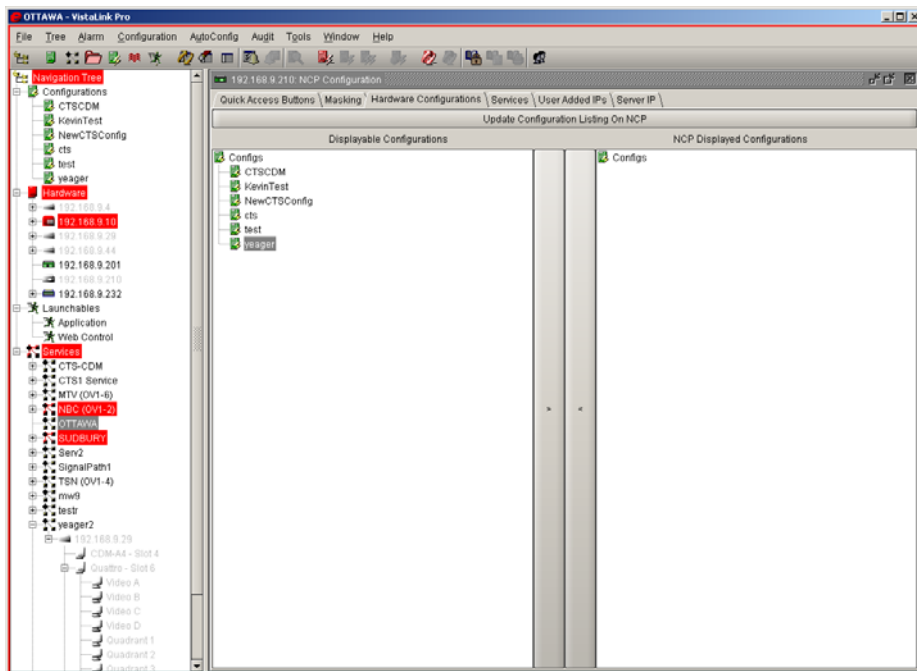 OTTAWA - VistaLink Pro
File Tree Alarm Configuration AutoConfig Audit Tools Window Help
Navigation Tree
Configurations
CTSCDM
KevinTest
NewCTSConfig
cts
test
yeager
Hardware
192.168.9.4
192.168.9.10
192.168.9.29
192.168.9.44
192.168.9.201
192.168.9.210
192.168.9.232
Launchables
Application
Web Control
Services
CTS-CDM
CTS1 Service
MTV (OV1-6)
NBC (OV1-2)
OTTAWA
SUDBURY
Serv2
SignalPath1
TSN (OV1-4)
mw9
testr
yeager2
192.168.9.29
CDM-A4 - Slot 4
Quattro - Slot 6
Video A
Video B
Video C
Video D
Quadrant 1
Quadrant 2
Quadrant 3
192.168.9.210: NCP Configuration
Quick Access Buttons Masking Hardware Configurations Services User Added IPs Server IP
Update Configuration Listing On NCP
Displayable Configurations
Configs
CTSCDM
KevinTest
NewCTSConfig
cts
test
yeager
> <
NCP Displayed Configurations
Configs